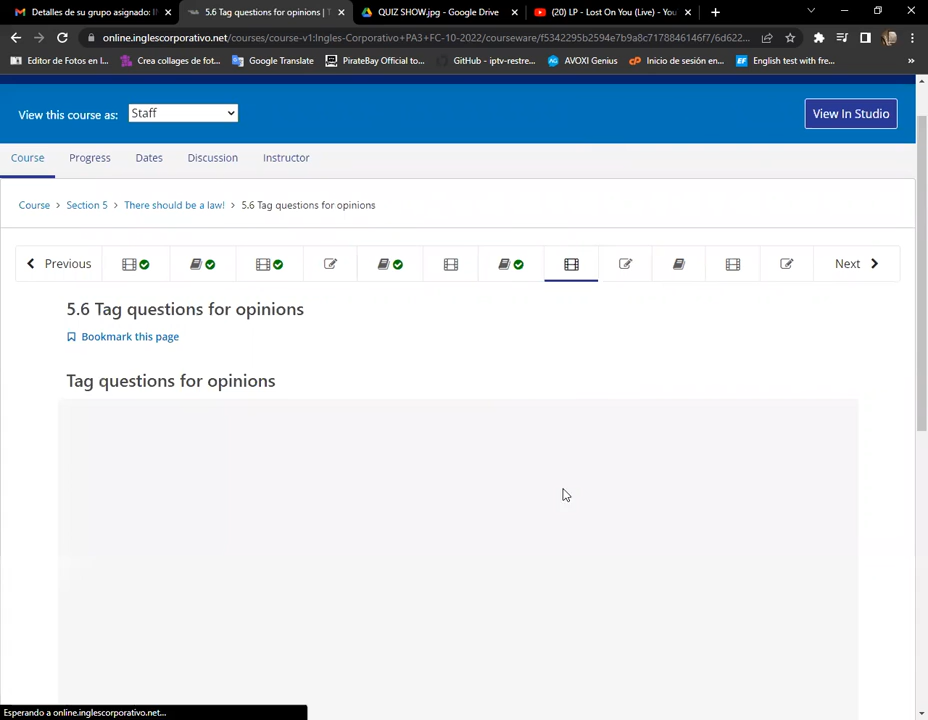 Detalles de su grupo asignado: I
5.6 Tag questions for opinions |
QUIZ SHOW.jpg - Google Drive
(20) LP - Lost On You (Live) - You
online.inglescorporativo.net/courses/course-v1:Ingles-Corporativo+PA3+FC-10-2022/courseware/f5342295b2594e7b9a8c7178846146f7/6d622...
Editor de Fotos en l...
Crea collages de fot...
Google Translate
PirateBay Official to...
GitHub - iptv-restre...
AVOXI Genius
Inicio de sesión en...
English test with fre...
»
View this course as:
Staff
View In Studio
Course
Progress
Dates
Discussion
Instructor
Course > Section 5 > There should be a law! > 5.6 Tag questions for opinions
Previous
Next
5.6 Tag questions for opinions
Bookmark this page
Tag questions for opinions
Esperando a online.inglescorporativo.net...